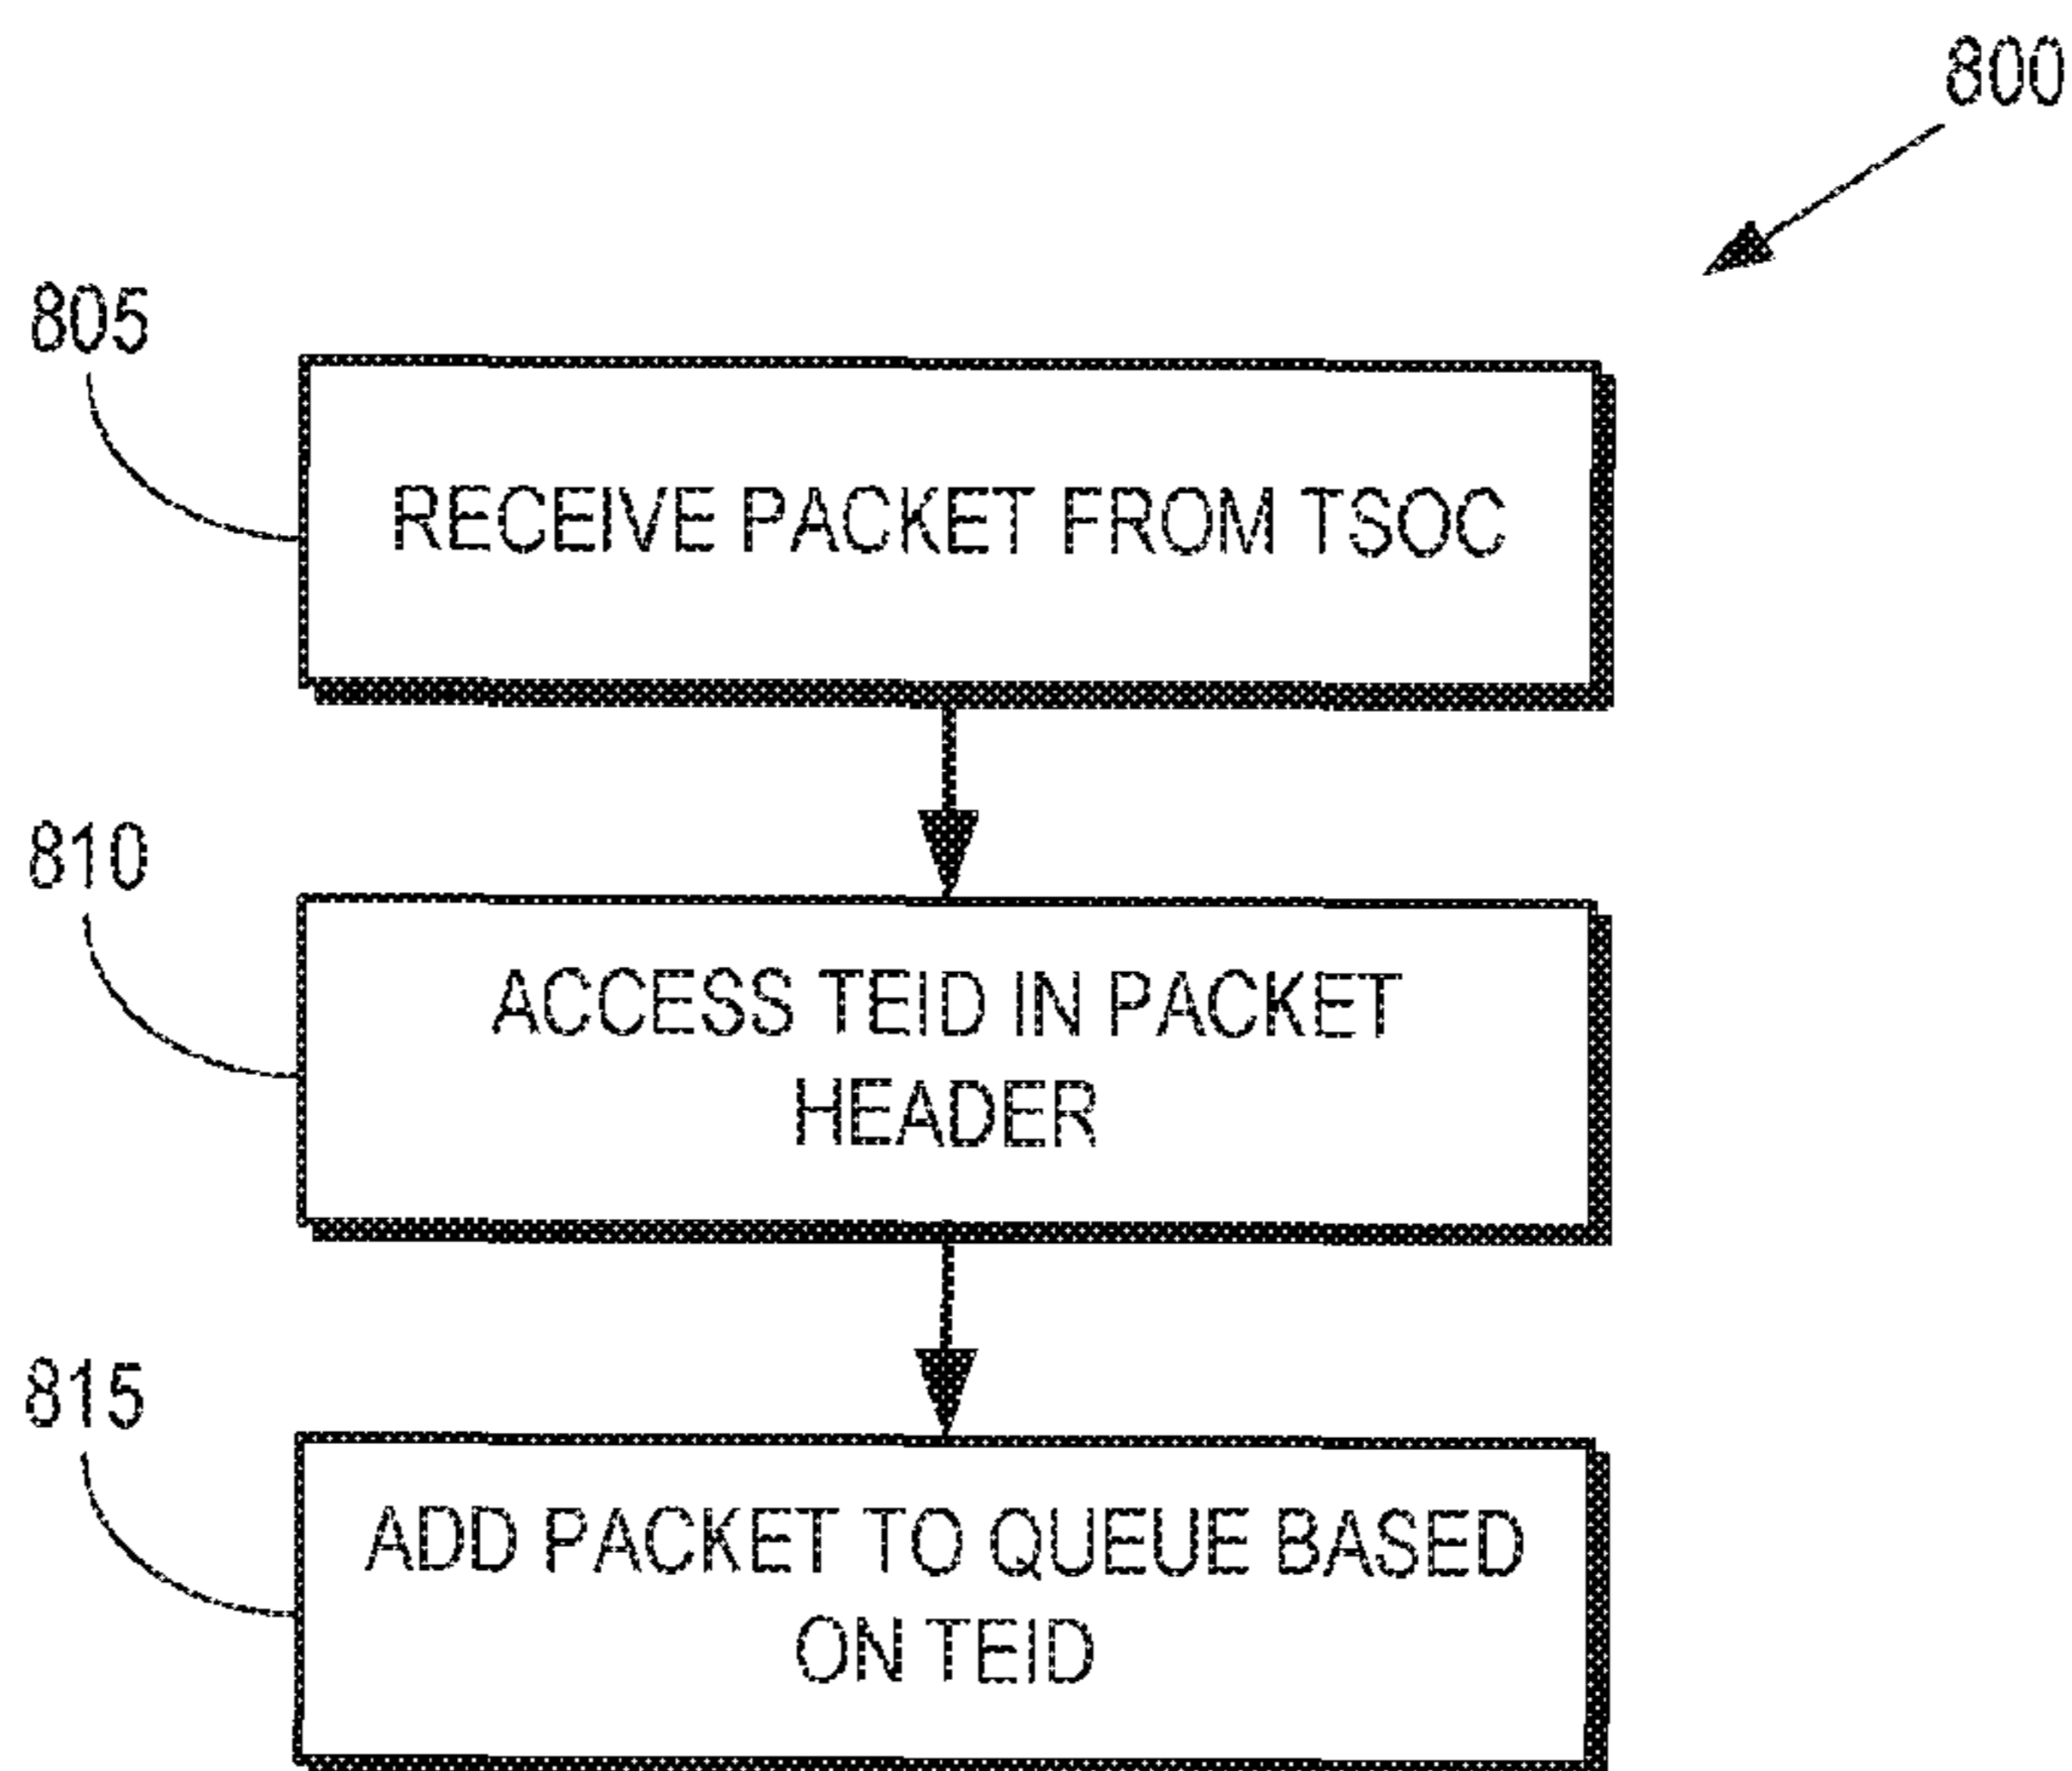 800
805
RECEIVE PACKET FROM TSOC
810
ACCESS TEID IN PACKET
HEADER
815
ADD PACKET TO QUEUE BASED
ON TEID